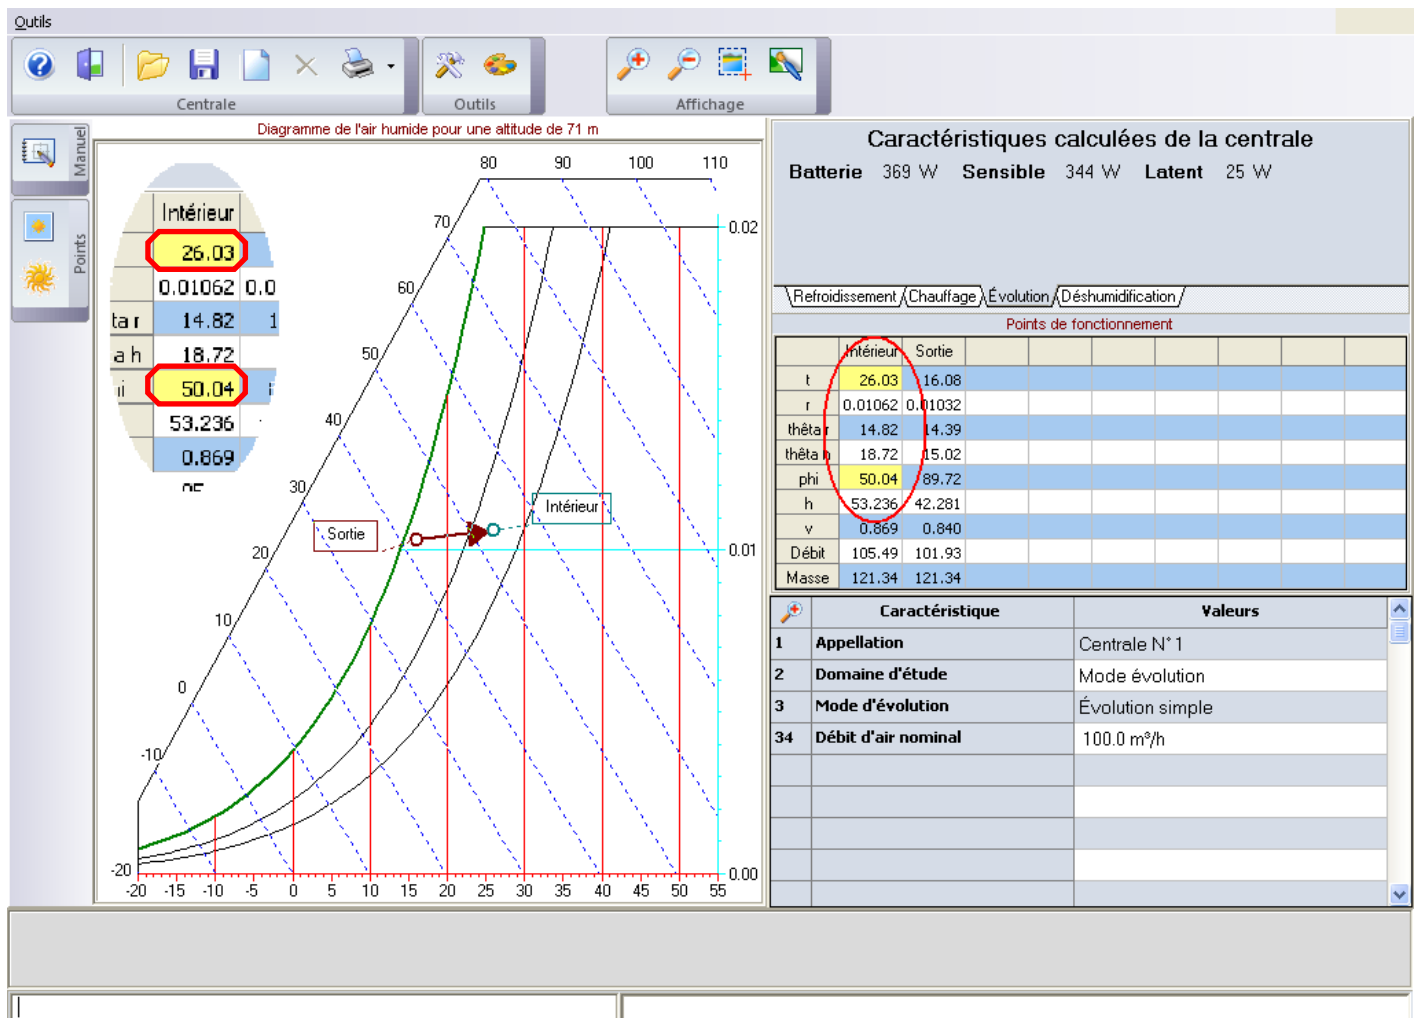 Outils
Centrale
Outils
Affichage
Manuel
Points
Diagramme de l'air humide pour une altitude de 71 m
80 90 100 110
70
60
50
40
30
20
10
0
-10
-20
0.02
0.01
0.00
-20 -15 -10 -5 0 5 10 15 20 25 30 35 40 45 50 55
Sortie
Intérieur
Intérieur
26.03
0.01062 0.0
ta r 14.82 1
a h 18.72
50.04
53.236
0.869
Caractéristiques calculées de la centrale
Batterie 369 W Sensible 344 W Latent 25 W
Refroidissement Chauffage Évolution Déshumidification
Points de fonctionnement
Intérieur Sortie
t 26.03 16.08
r 0.01062 0.01032
thêta r 14.82 14.39
thêta h 18.72 15.02
phi 50.04 89.72
h 53.236 42.281
v 0.869 0.840
Débit 105.49 101.93
Masse 121.34 121.34
Caractéristique Valeurs
1 Appellation Centrale N° 1
2 Domaine d'étude Mode évolution
3 Mode d'évolution Évolution simple
34 Débit d'air nominal 100.0 m³/h